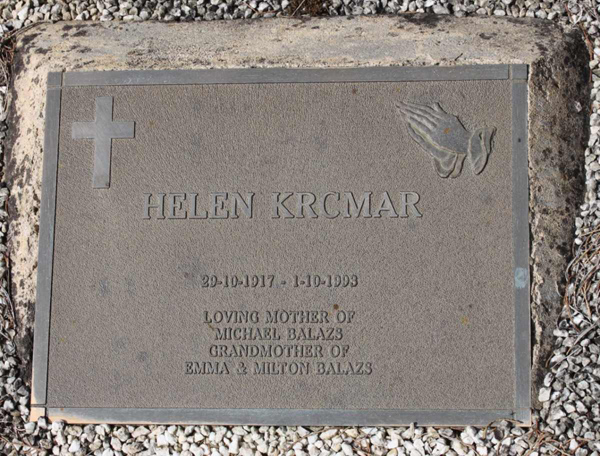 HELEN KRCMAR
29-10-1917 - 1-10-1993
LOVING MOTHER OF
MICHAEL BALAZS
GRANDMOTHER OF
EMMA & MILTON BALAZS